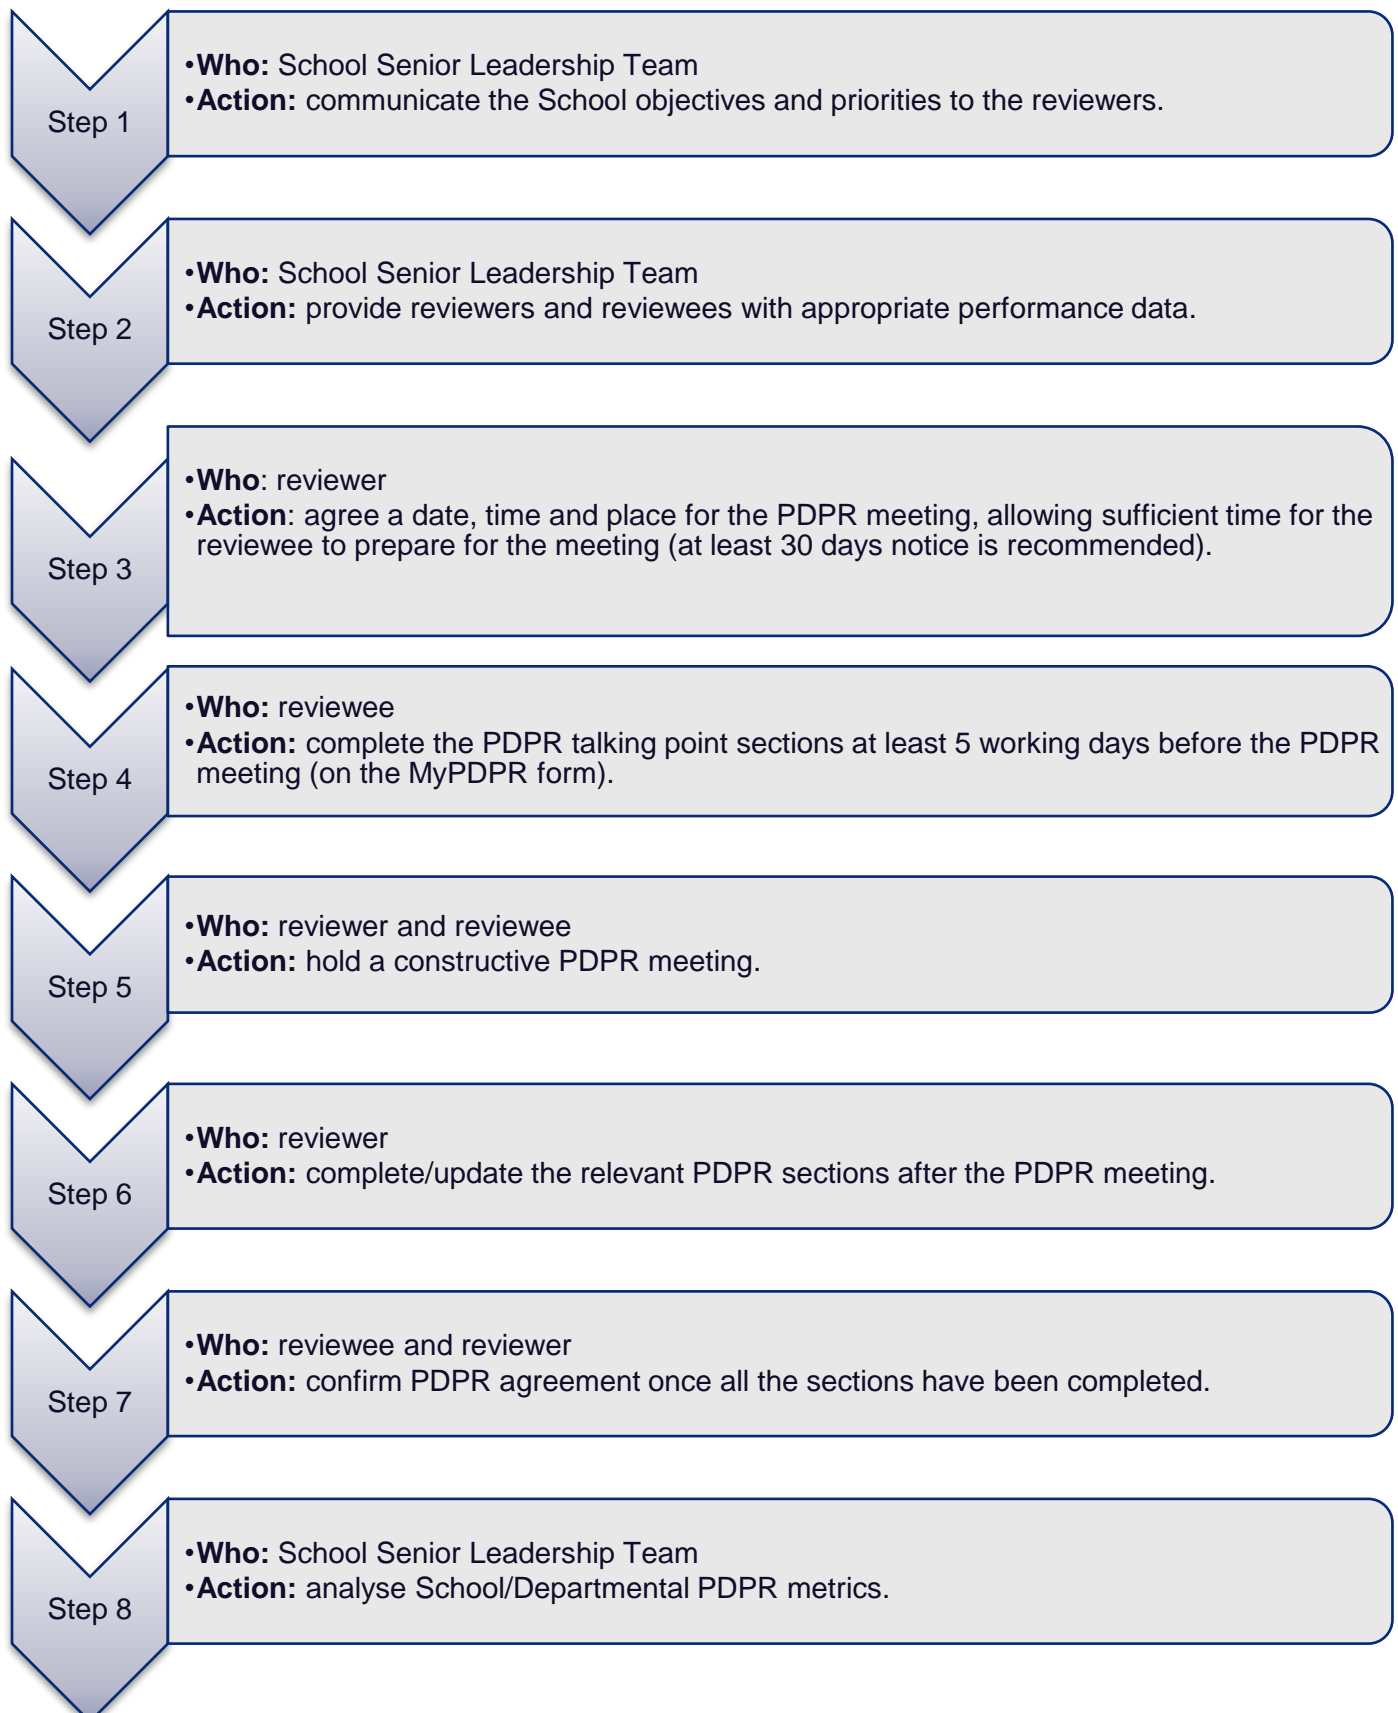 Step 1
•Who: School Senior Leadership Team
•Action: communicate the School objectives and priorities to the reviewers.
Step 2
•Who: School Senior Leadership Team
•Action: provide reviewers and reviewees with appropriate performance data.
Step 3
•Who: reviewer
•Action: agree a date, time and place for the PDPR meeting, allowing sufficient time for the
reviewee to prepare for the meeting (at least 30 days notice is recommended).
Step 4
•Who: reviewee
•Action: complete the PDPR talking point sections at least 5 working days before the PDPR
meeting (on the MyPDPR form).
Step 5
•Who: reviewer and reviewee
•Action: hold a constructive PDPR meeting.
Step 6
•Who: reviewer
•Action: complete/update the relevant PDPR sections after the PDPR meeting.
Step 7
•Who: reviewee and reviewer
•Action: confirm PDPR agreement once all the sections have been completed.
Step 8
•Who: School Senior Leadership Team
•Action: analyse School/Departmental PDPR metrics.